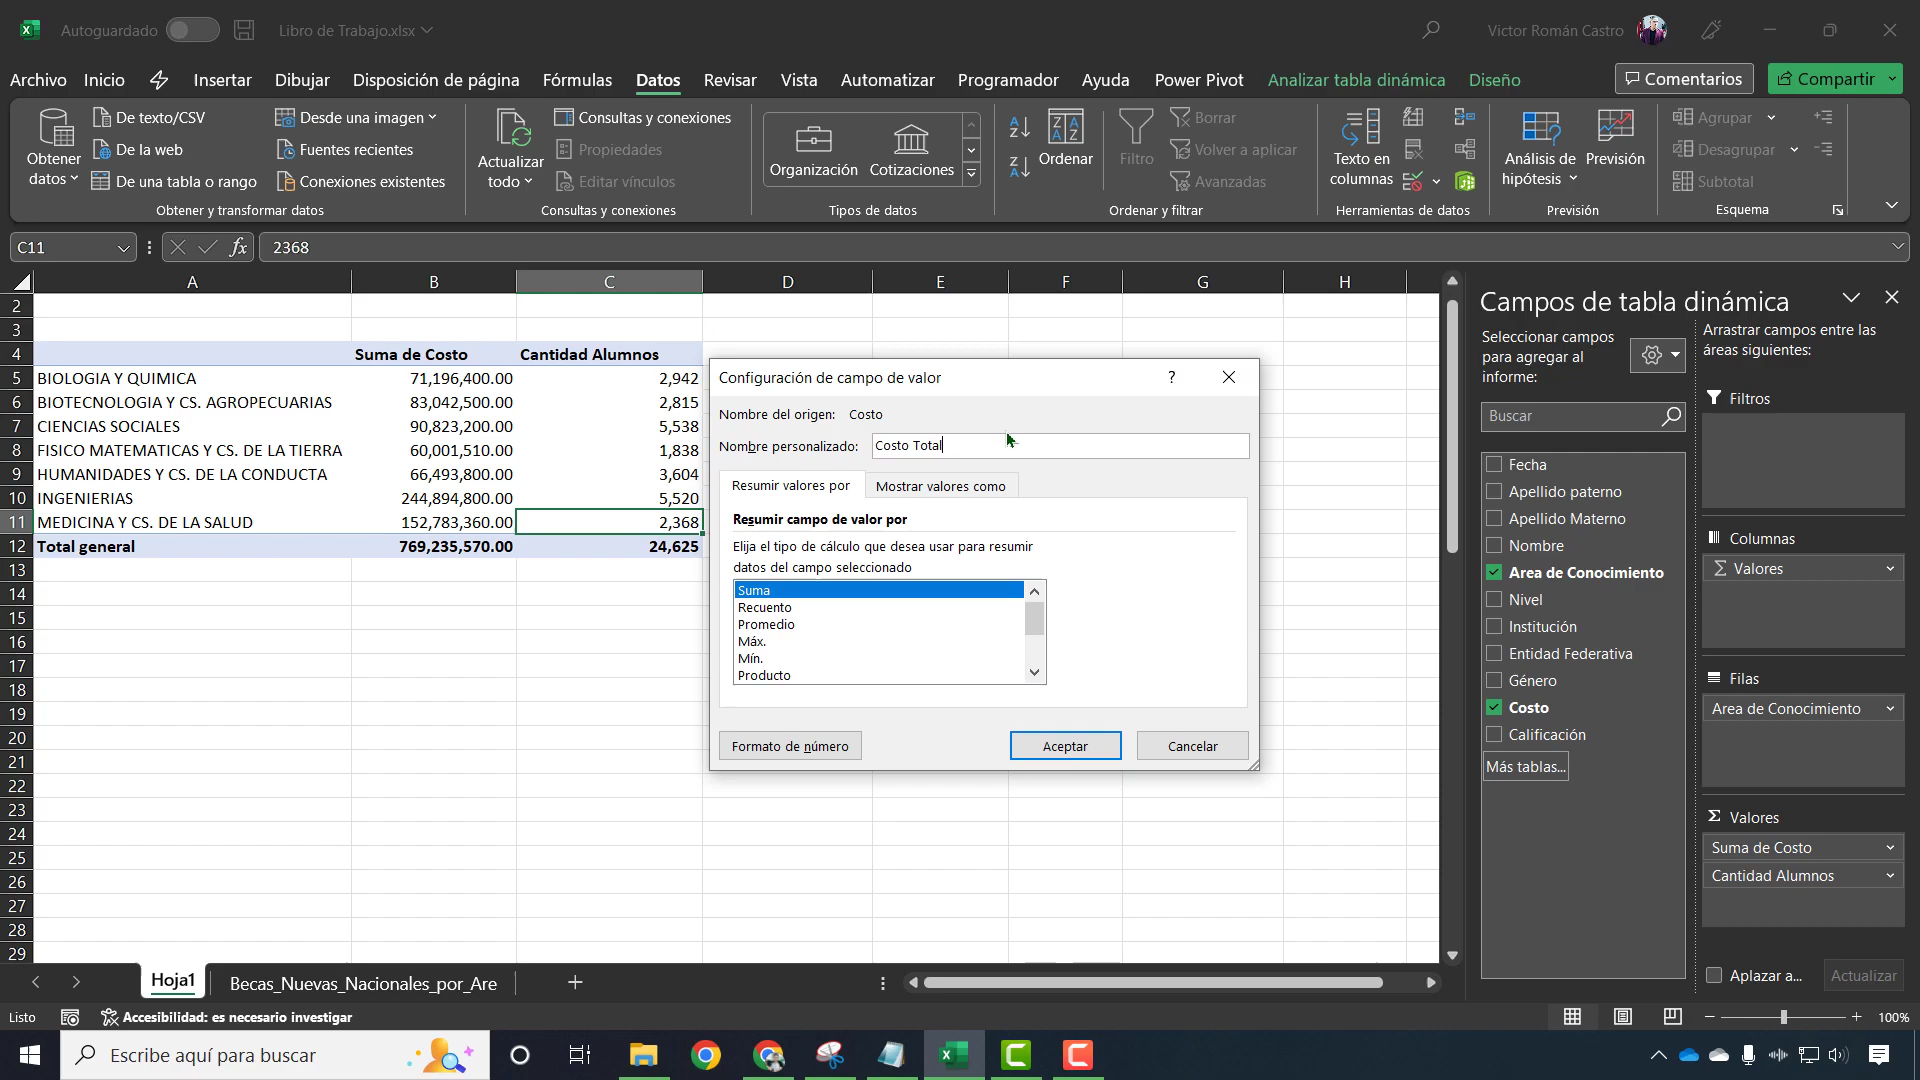 Autoguardado
Libro de Trabajo.xlsx
Victor Román Castro
Archivo Inicio Insertar Dibujar Disposición de página Fórmulas Datos Revisar Vista Automatizar Programador Ayuda Power Pivot Analizar tabla dinámica Diseño
Comentarios
Compartir
Obtener datos
De texto/CSV
De la web
De una tabla o rango
Desde una imagen
Fuentes recientes
Conexiones existentes
Obtener y transformar datos
Actualizar todo
Consultas y conexiones
Propiedades
Editar vínculos
Consultas y conexiones
Organización
Cotizaciones
Tipos de datos
Ordenar
Filtro
Borrar
Volver a aplicar
Avanzadas
Ordenar y filtrar
Texto en columnas
Herramientas de datos
Análisis de hipótesis
Previsión
Previsión
Agrupar
Desagrupar
Subtotal
Esquema
C11
fx
2368
A B C D E F G H
2
3
4 Suma de Costo Cantidad Alumnos
5 BIOLOGIA Y QUIMICA 71,196,400.00 2,942
6 BIOTECNOLOGIA Y CS. AGROPECUARIAS 83,042,500.00 2,815
7 CIENCIAS SOCIALES 90,823,200.00 5,538
8 FISICO MATEMATICAS Y CS. DE LA TIERRA 60,001,510.00 1,838
9 HUMANIDADES Y CS. DE LA CONDUCTA 66,493,800.00 3,604
10 INGENIERIAS 244,894,800.00 5,520
11 MEDICINA Y CS. DE LA SALUD 152,783,360.00 2,368
12 Total general 769,235,570.00 24,625
13
14
15
16
17
18
19
20
21
22
23
24
25
26
27
28
29
Configuración de campo de valor
?
Nombre del origen: Costo
Nombre personalizado: Costo Total
Resumir valores por
Mostrar valores como
Resumir campo de valor por
Elija el tipo de cálculo que desea usar para resumir
datos del campo seleccionado
Suma
Recuento
Promedio
Máx.
Mín.
Producto
Formato de número
Aceptar
Cancelar
Campos de tabla dinámica
Seleccionar campos
para agregar al
informe:
Buscar
Fecha
Apellido paterno
Apellido Materno
Nombre
Area de Conocimiento
Nivel
Institución
Entidad Federativa
Género
Costo
Calificación
Más tablas...
Arrastrar campos entre las
áreas siguientes:
Filtros
Columnas
Σ Valores
Filas
Area de Conocimiento
Σ Valores
Suma de Costo
Cantidad Alumnos
Aplazar a...
Actualizar
Hoja1
Becas_Nuevas_Nacionales_por_Are
Listo
Accesibilidad: es necesario investigar
100%
Escribe aquí para buscar